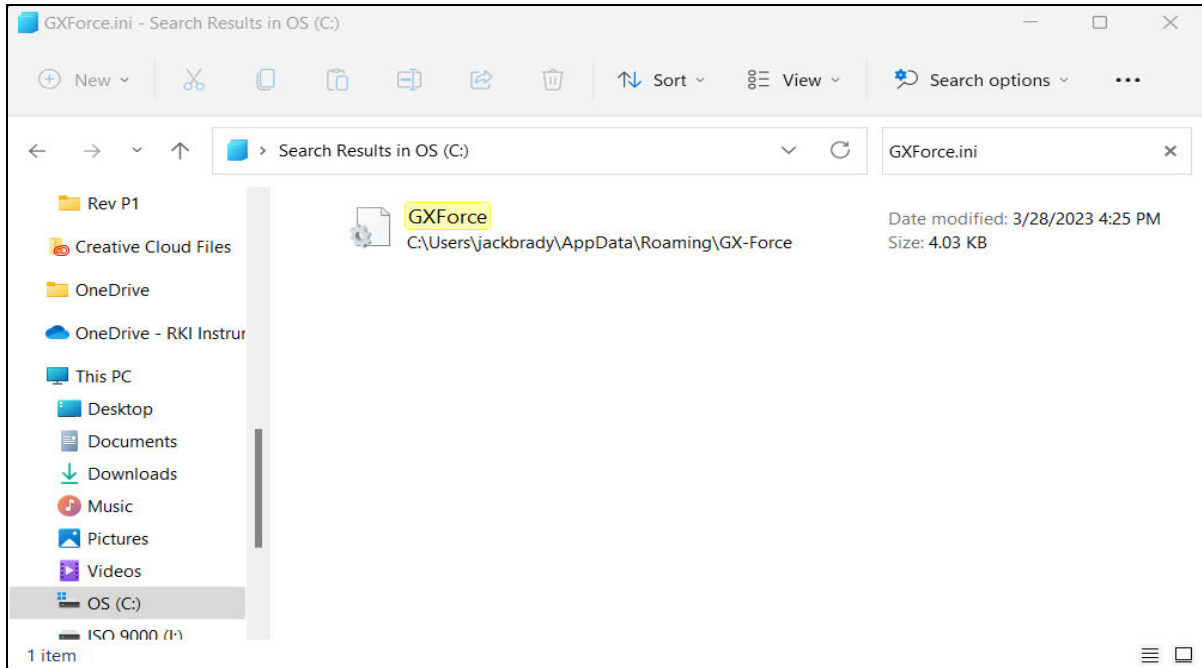 GXForce.ini - Search Results in OS (C:)
New
Sort
View
Search options
Search Results in OS (C:)
GXForce.ini
Rev P1
Creative Cloud Files
OneDrive
OneDrive - RKI Instrur
This PC
Desktop
Documents
Downloads
Music
Pictures
Videos
OS (C:)
ISO 9000 (I:)
GXForce
C:\Users\jackbrady\AppData\Roaming\GX-Force
Date modified: 3/28/2023 4:25 PM
Size: 4.03 KB
1 item